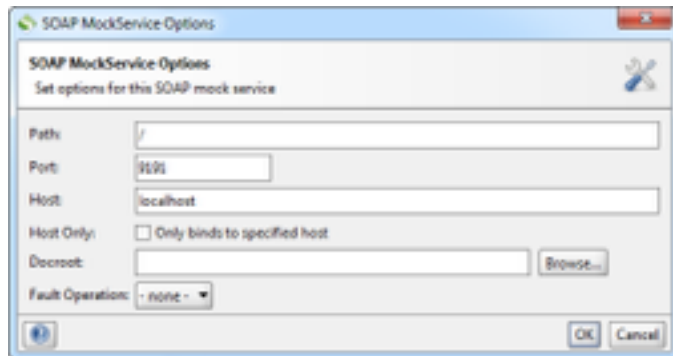 SOAP MockService Options
SOAP MockService Options
Set options for this SOAP mock service
Path: /
Port: 9191
Host: localhost
Host Only: Only binds to specified host
Docroot: Browse...
Fault Operation: - none -
OK Cancel